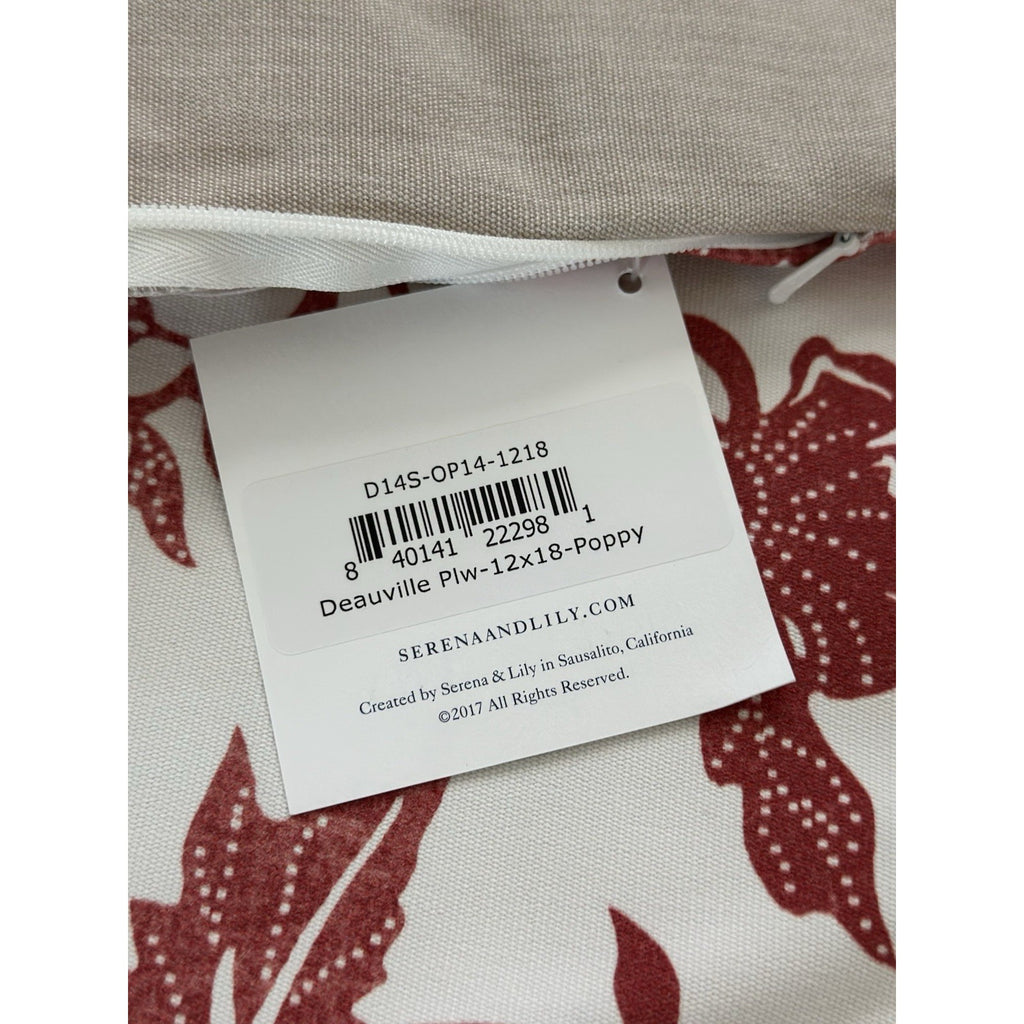 D14S-OP14-1218
8 40141 22298 1
Deauville Plw-12x18-Poppy
SERENAANDLILY.COM
Created by Serena & Lily in Sausalito, California
©2017 All Rights Reserved.